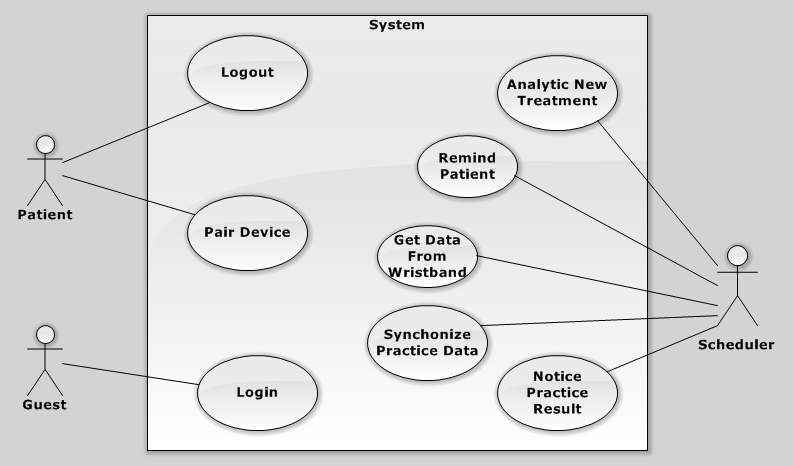 System
Logout
Analytic New
Treatment
Remind
Patient
Patient
Pair Device
Get Data
From
Wristband
Synchonize
Practice Data
Scheduler
Guest
Login
Notice
Practice
Result